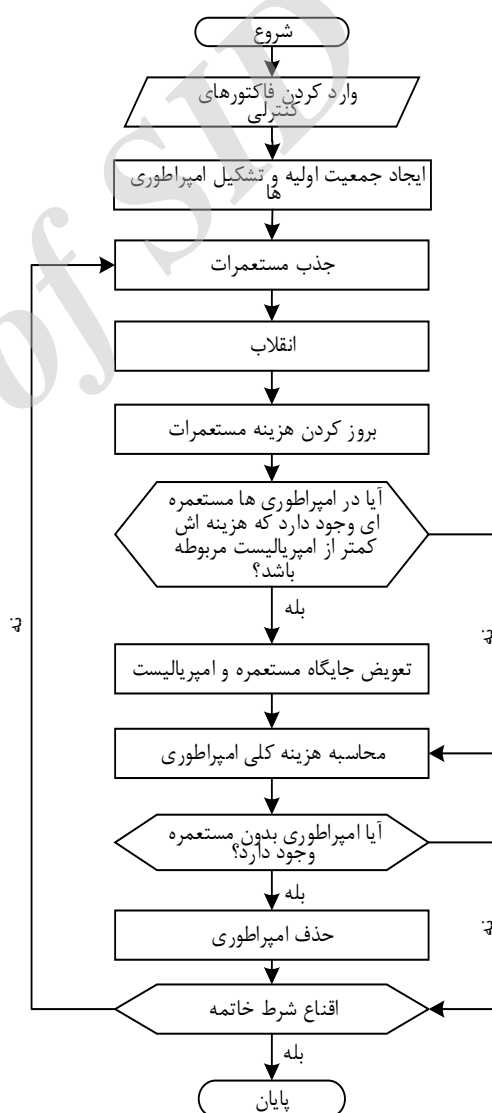 شروع
وارد کردن فاکتورهای
کنترلی
ایجاد جمعیت اولیه و تشکیل امپراطوری
ها
جذب مستعمرات
انقلاب
بروز کردن هزینه مستعمرات
آیا در امپراطوری ها مستعمره
ای وجود دارد که هزینه اش
کمتر از امپریالیست مربوطه
باشد؟
نه
بله
نه
تعویض جایگاه مستعمره و امپریالیست
محاسبه هزینه کلی امپراطوری
آیا امپراطوری بدون مستعمره
وجود دارد؟
بله
نه
حذف امپراطوری
اقناع شرط خاتمه
بله
پایان
of SID